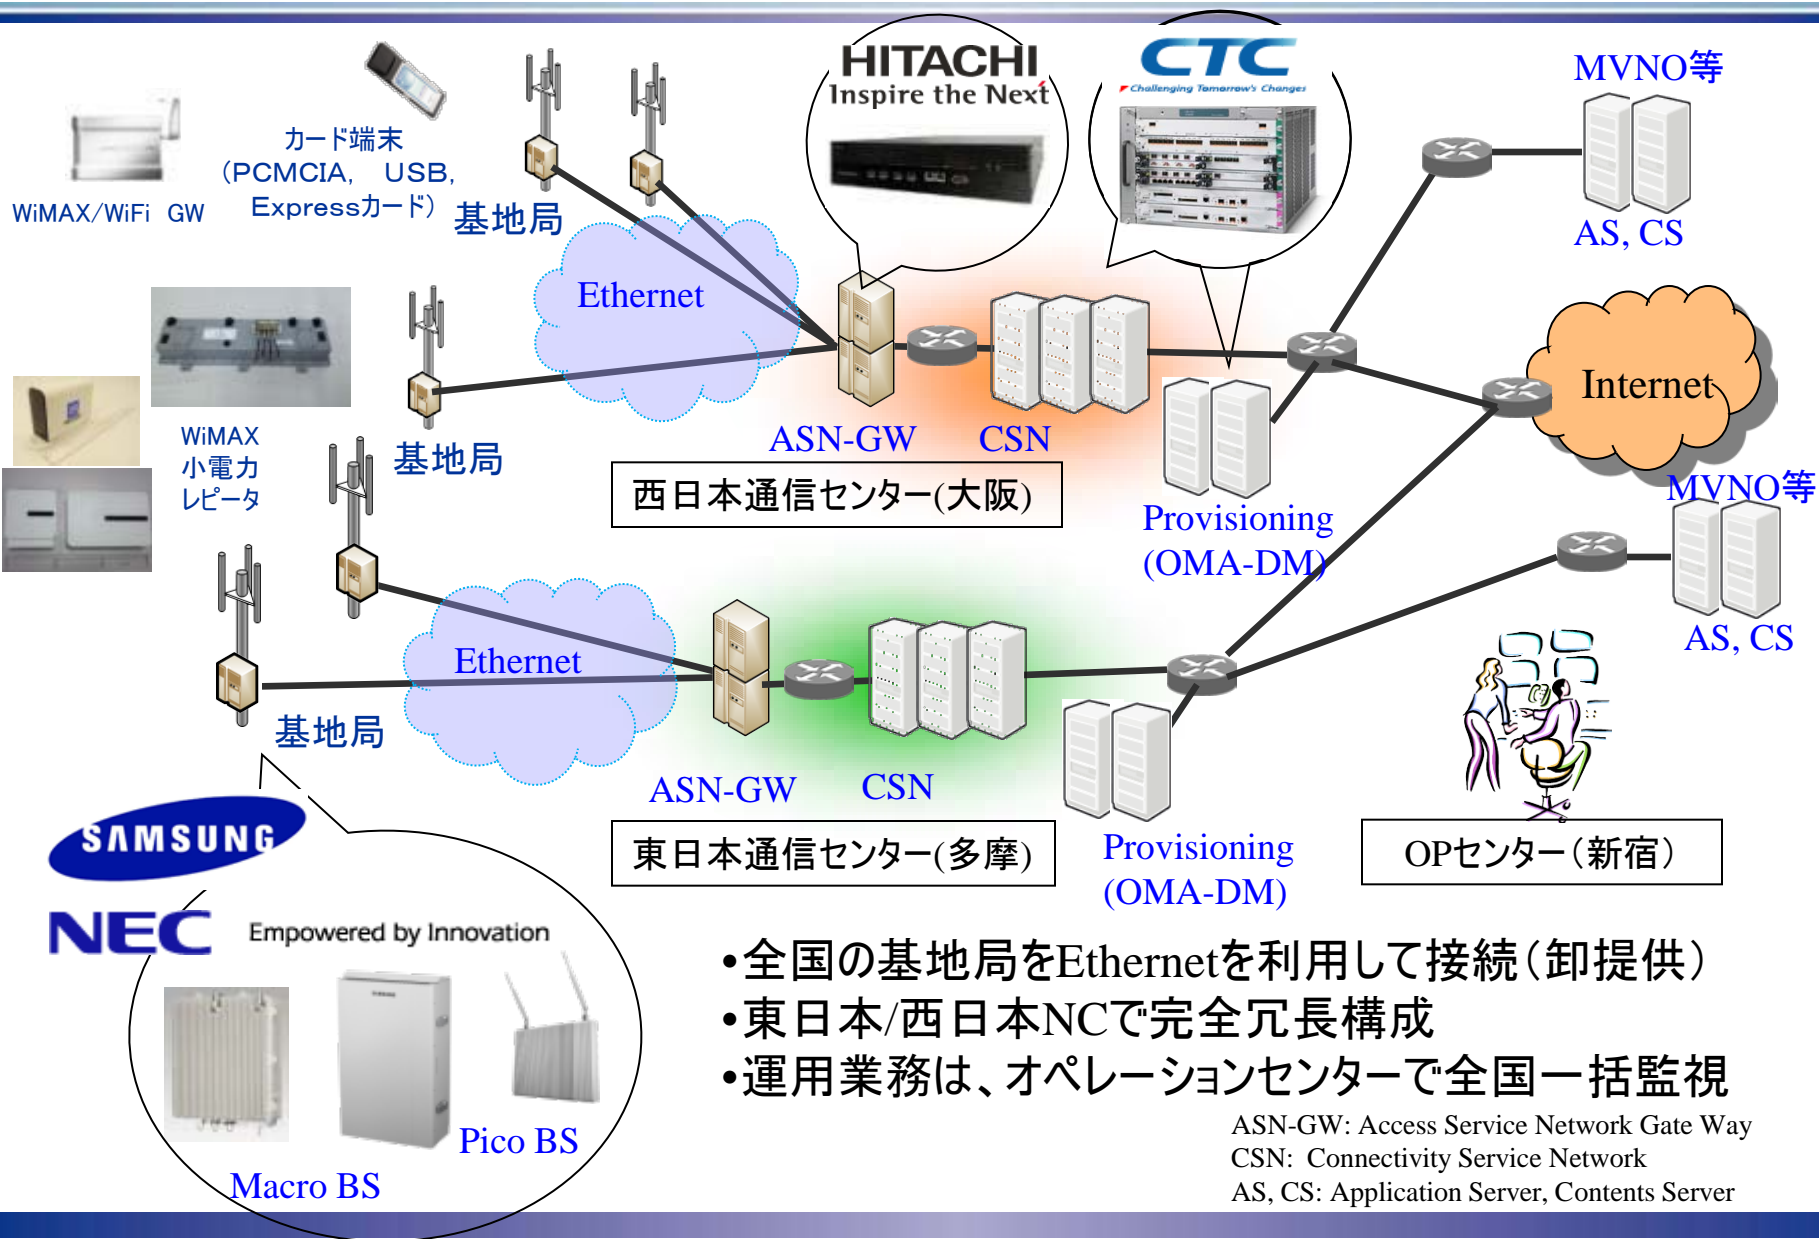 HITACHI
Inspire the Next
CTC
Challenging Tomorrow's Changes
MVNO等
AS, CS
カード端末
（PCMCIA,　USB,
Expressカード）
WiMAX/WiFi　GW
基地局
Ethernet
Internet
WiMAX
小電力
レピータ
基地局
ASN-GW
CSN
西日本通信センター(大阪)
Provisioning
(OMA-DM)
MVNO等
AS, CS
Ethernet
基地局
ASN-GW
CSN
東日本通信センター(多摩)
Provisioning
(OMA-DM)
OPセンター（新宿）
SAMSUNG
NEC
Empowered by Innovation
Pico BS
Macro BS
•全国の基地局をEthernetを利用して接続（卸提供）
•東日本/西日本NCで完全冗長構成
•運用業務は、オペレーションセンターで全国一括監視
ASN-GW: Access Service Network Gate Way
CSN: Connectivity Service Network
AS, CS: Application Server, Contents Server